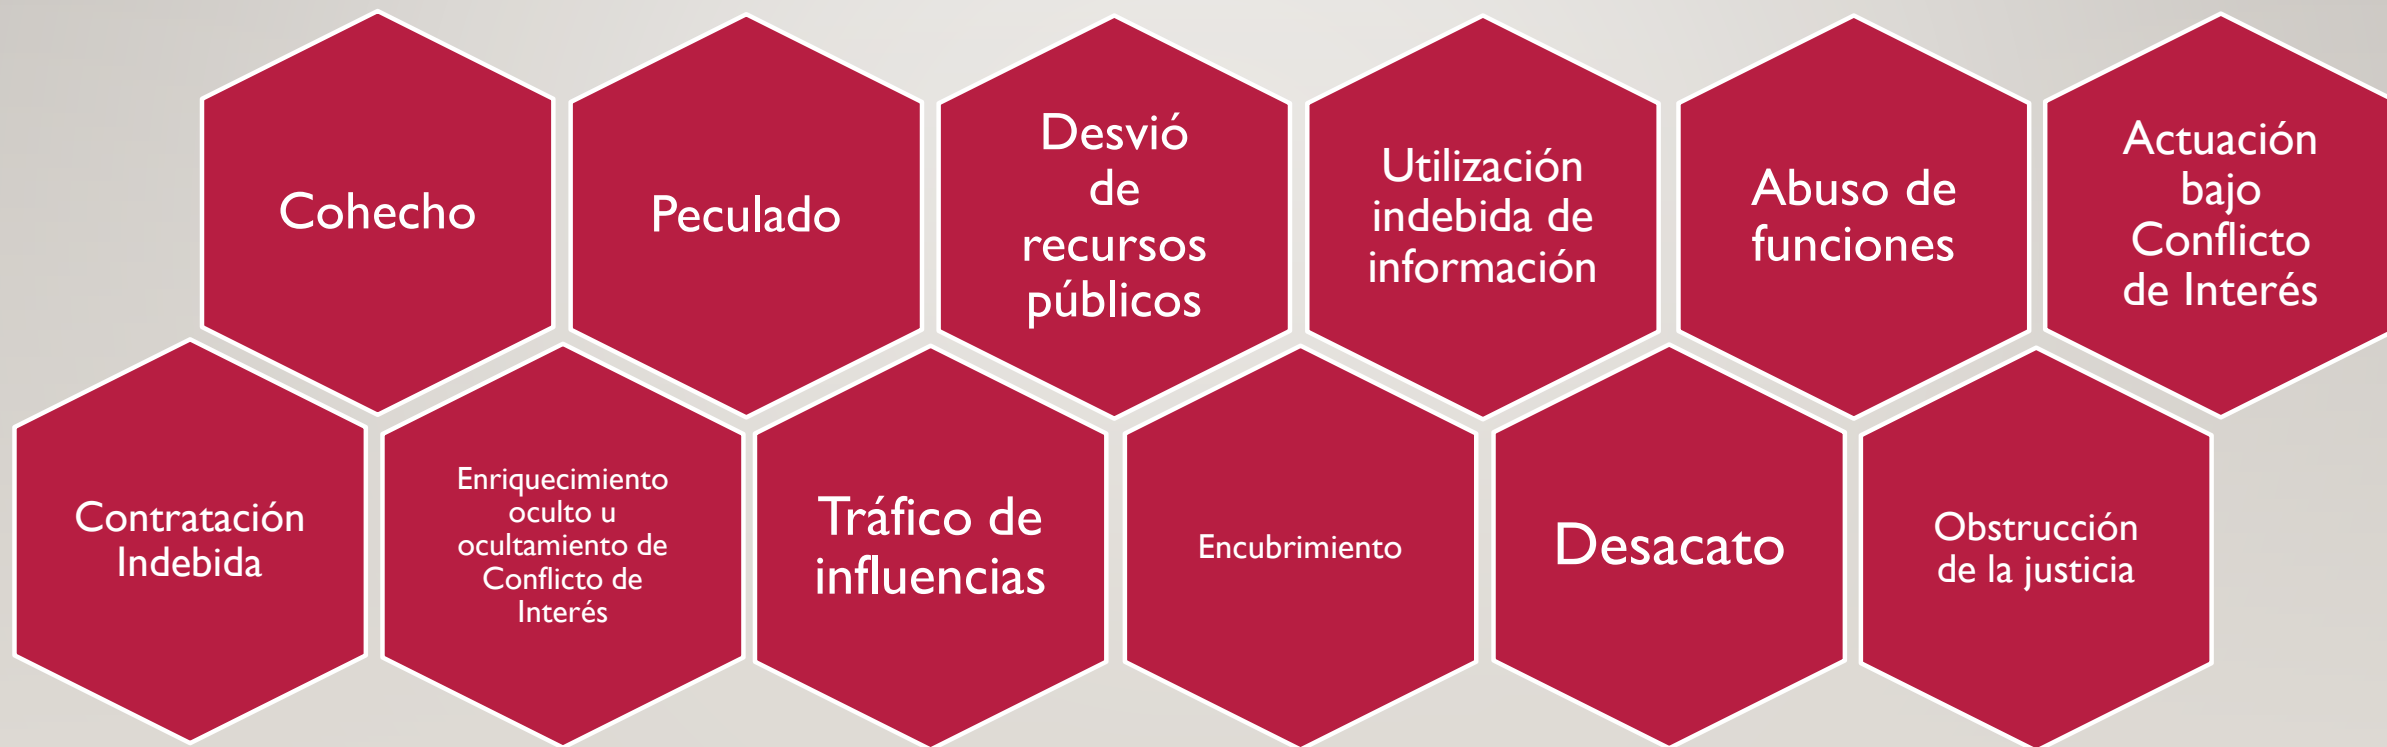 Cohecho
Peculado
Desvió
de
recursos
públicos
Utilización
indebida de
información
Abuso de
funciones
Actuación
bajo
Conflicto
de Interés
Contratación
Indebida
Enriquecimiento
oculto u
ocultamiento de
Conflicto de
Interés
Tráfico de
influencias
Encubrimiento
Desacato
Obstrucción
de la justicia